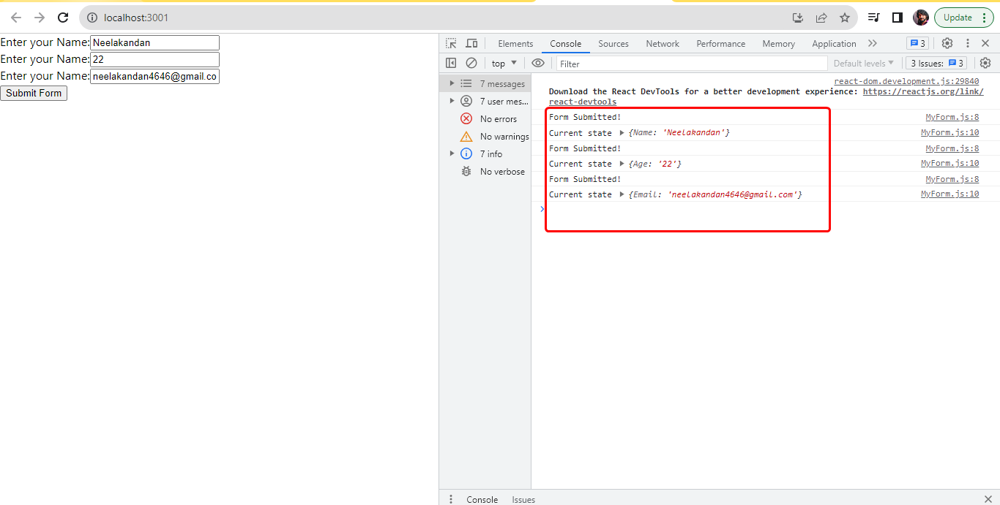 localhost:3001
Update
Enter your Name: Neelakandan
Enter your Name: 22
Enter your Name: neelakandan4646@gmail.co
Submit Form
Elements Console Sources Network Performance Memory Application 3
top Filter Default levels 3 Issues: 3
7 messages
7 user mes...
No errors
No warnings
7 info
No verbose
react-dom.development.js:29840
Download the React DevTools for a better development experience: https://reactjs.org/link/
react-devtools
Form Submitted! MyForm.js:8
Current state {Name: 'Neelakandan'} MyForm.js:10
Form Submitted! MyForm.js:8
Current state {Age: '22'} MyForm.js:10
Form Submitted! MyForm.js:8
Current state {Email: 'neelakandan4646@gmail.com'} MyForm.js:10
Console Issues